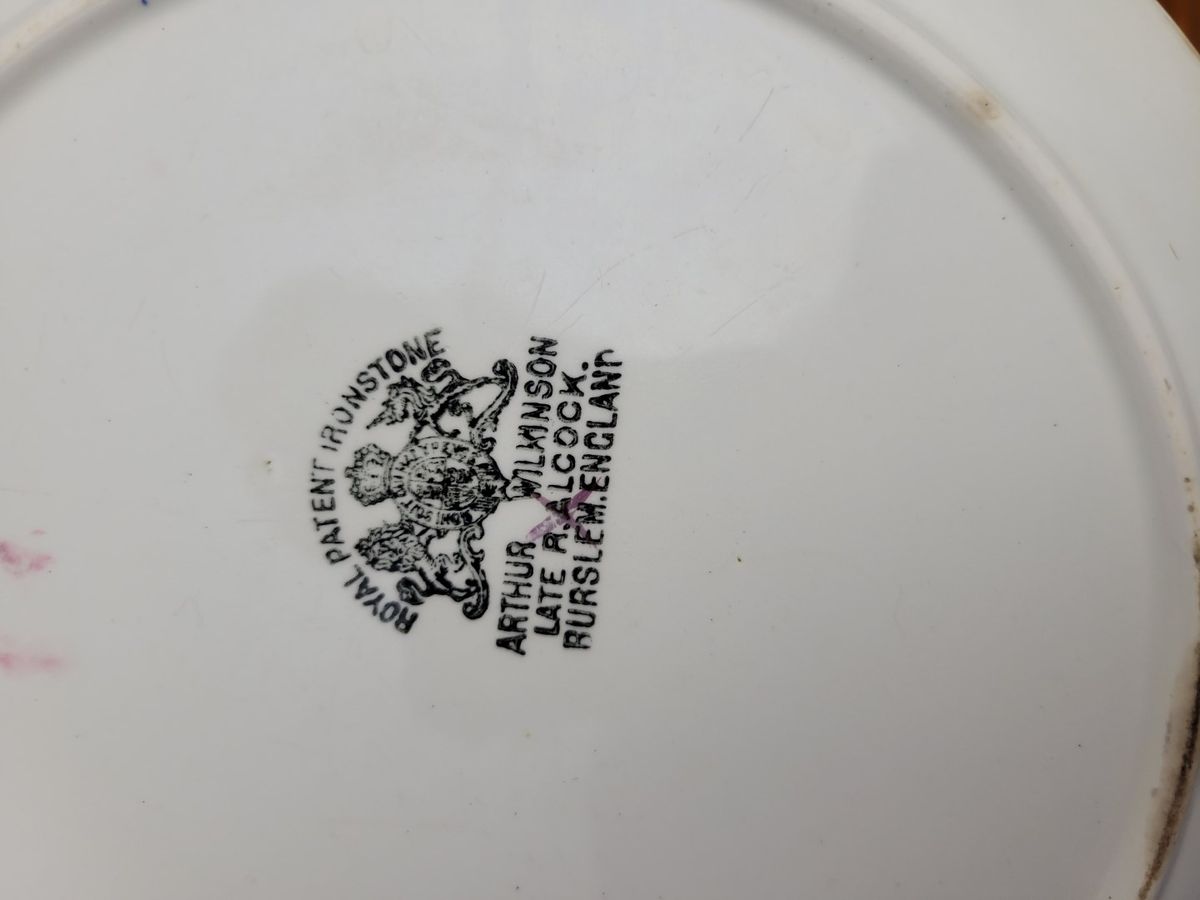 ROYAL PATENT IRONSTONE
ARTHUR WILKINSON
LATE R. ALCOCK.
BURSLEM. ENGLAND